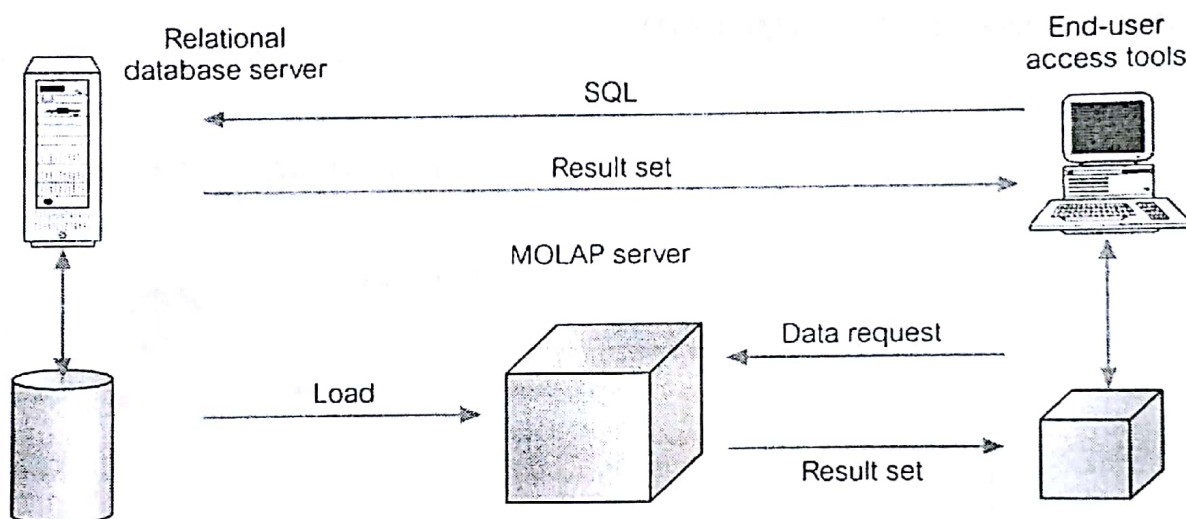 Relational
database server
End-user
access tools
SQL
Result set
MOLAP server
Data request
Load
Result set